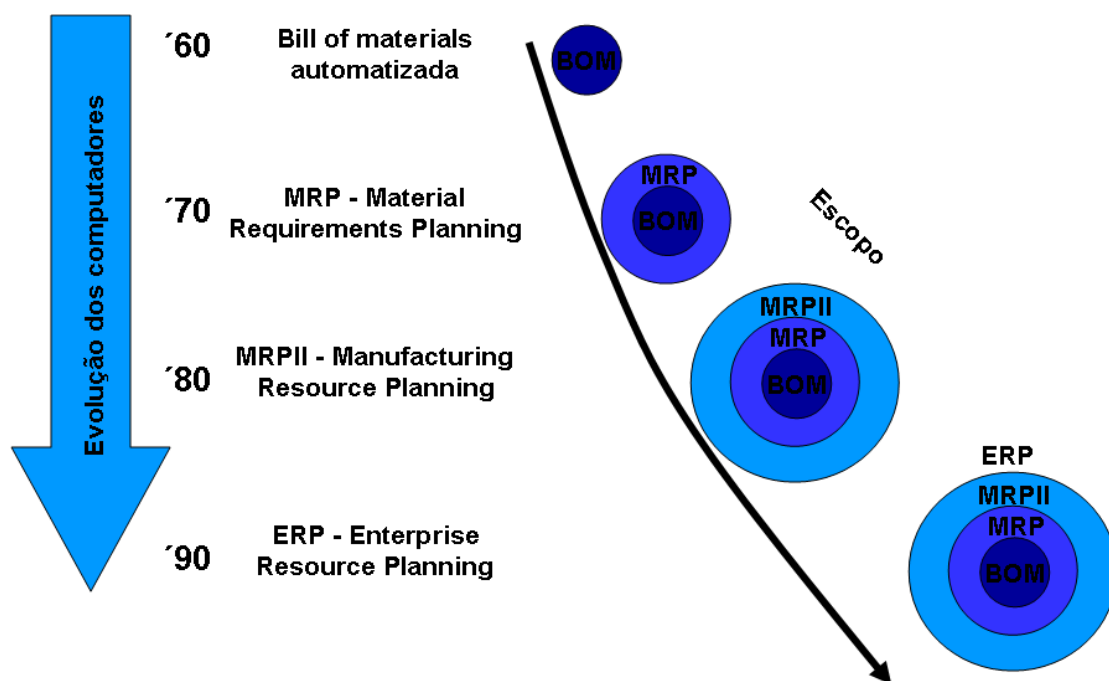 Evolução dos computadores
´60
Bill of materials
automatizada
BOM
´70
MRP - Material
Requirements Planning
MRP
BOM
Escopo
´80
MRPII - Manufacturing
Resource Planning
MRPII
MRP
BOM
´90
ERP - Enterprise
Resource Planning
ERP
MRPII
MRP
BOM